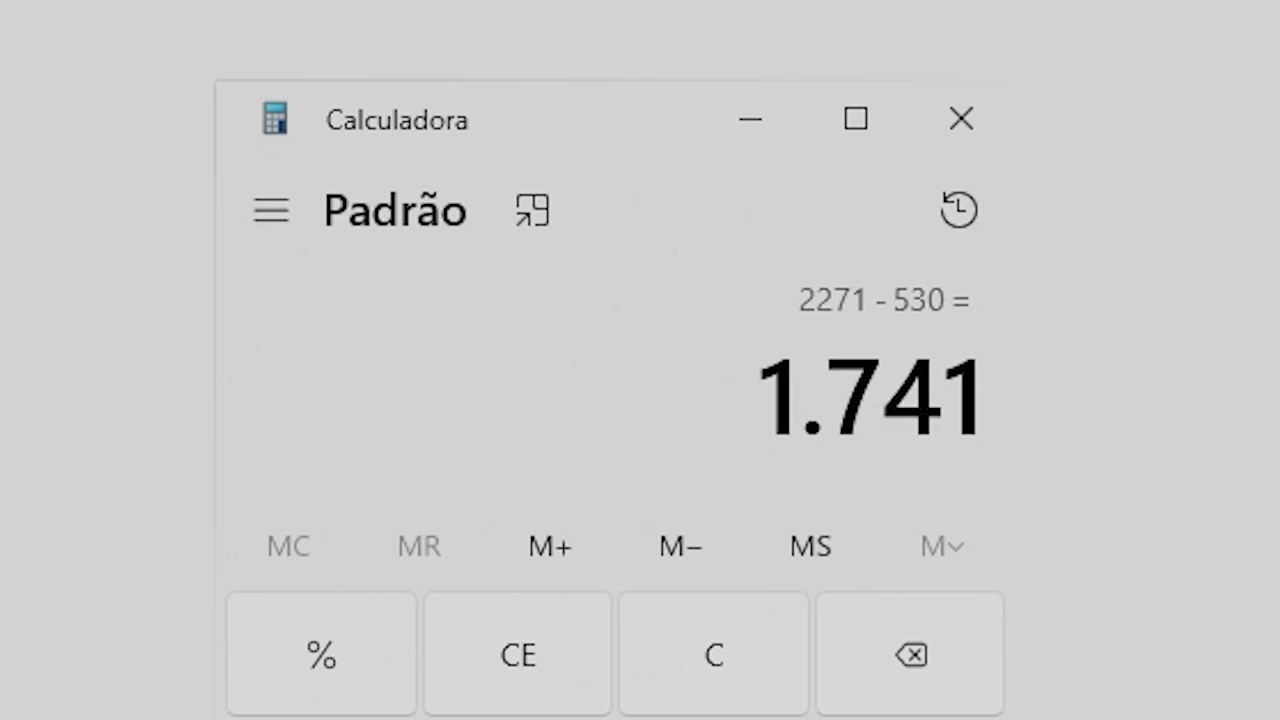 Calculadora
Padrão
2271 - 530 =
1.741
MC MR M+ M− MS M
% CE C